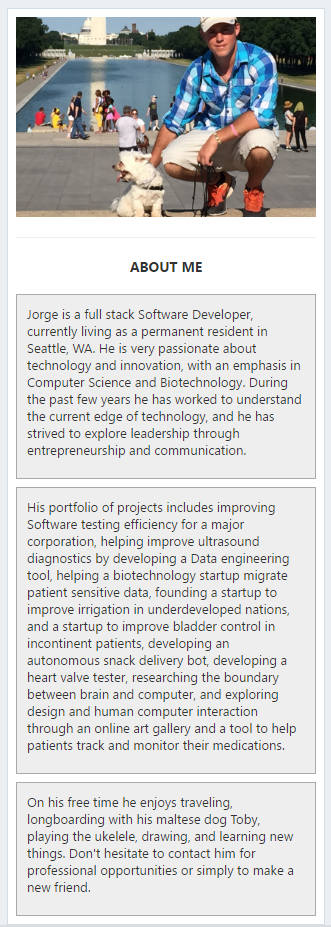 ABOUT ME
Jorge is a full stack Software Developer,
currently living as a permanent resident in
Seattle, WA. He is very passionate about
technology and innovation, with an emphasis in
Computer Science and Biotechnology. During
the past few years he has worked to understand
the current edge of technology, and he has
strived to explore leadership through
entrepreneurship and communication.
His portfolio of projects includes improving
Software testing efficiency for a major
corporation, helping improve ultrasound
diagnostics by developing a Data engineering
tool, helping a biotechnology startup migrate
patient sensitive data, founding a startup to
improve irrigation in underdeveloped nations,
and a startup to improve bladder control in
incontinent patients, developing an
autonomous snack delivery bot, developing a
heart valve tester, researching the boundary
between brain and computer, and exploring
design and human computer interaction
through an online art gallery and a tool to help
patients track and monitor their medications.
On his free time he enjoys traveling,
longboarding with his maltese dog Toby,
playing the ukelele, drawing, and learning new
things. Don't hesitate to contact him for
professional opportunities or simply to make a
new friend.